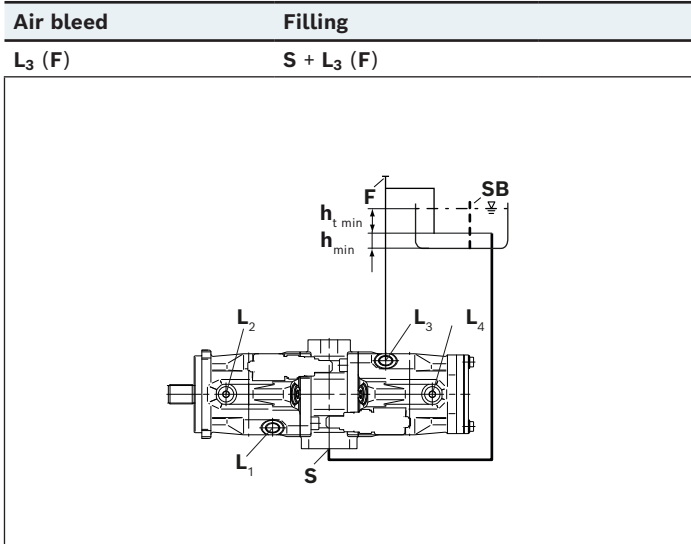 Air bleed Filling
L₃ (F) S + L₃ (F)
F SB
hₜ ₘᵢₙ
hₘᵢₙ
L₂ L₃ L₄
L₁ S